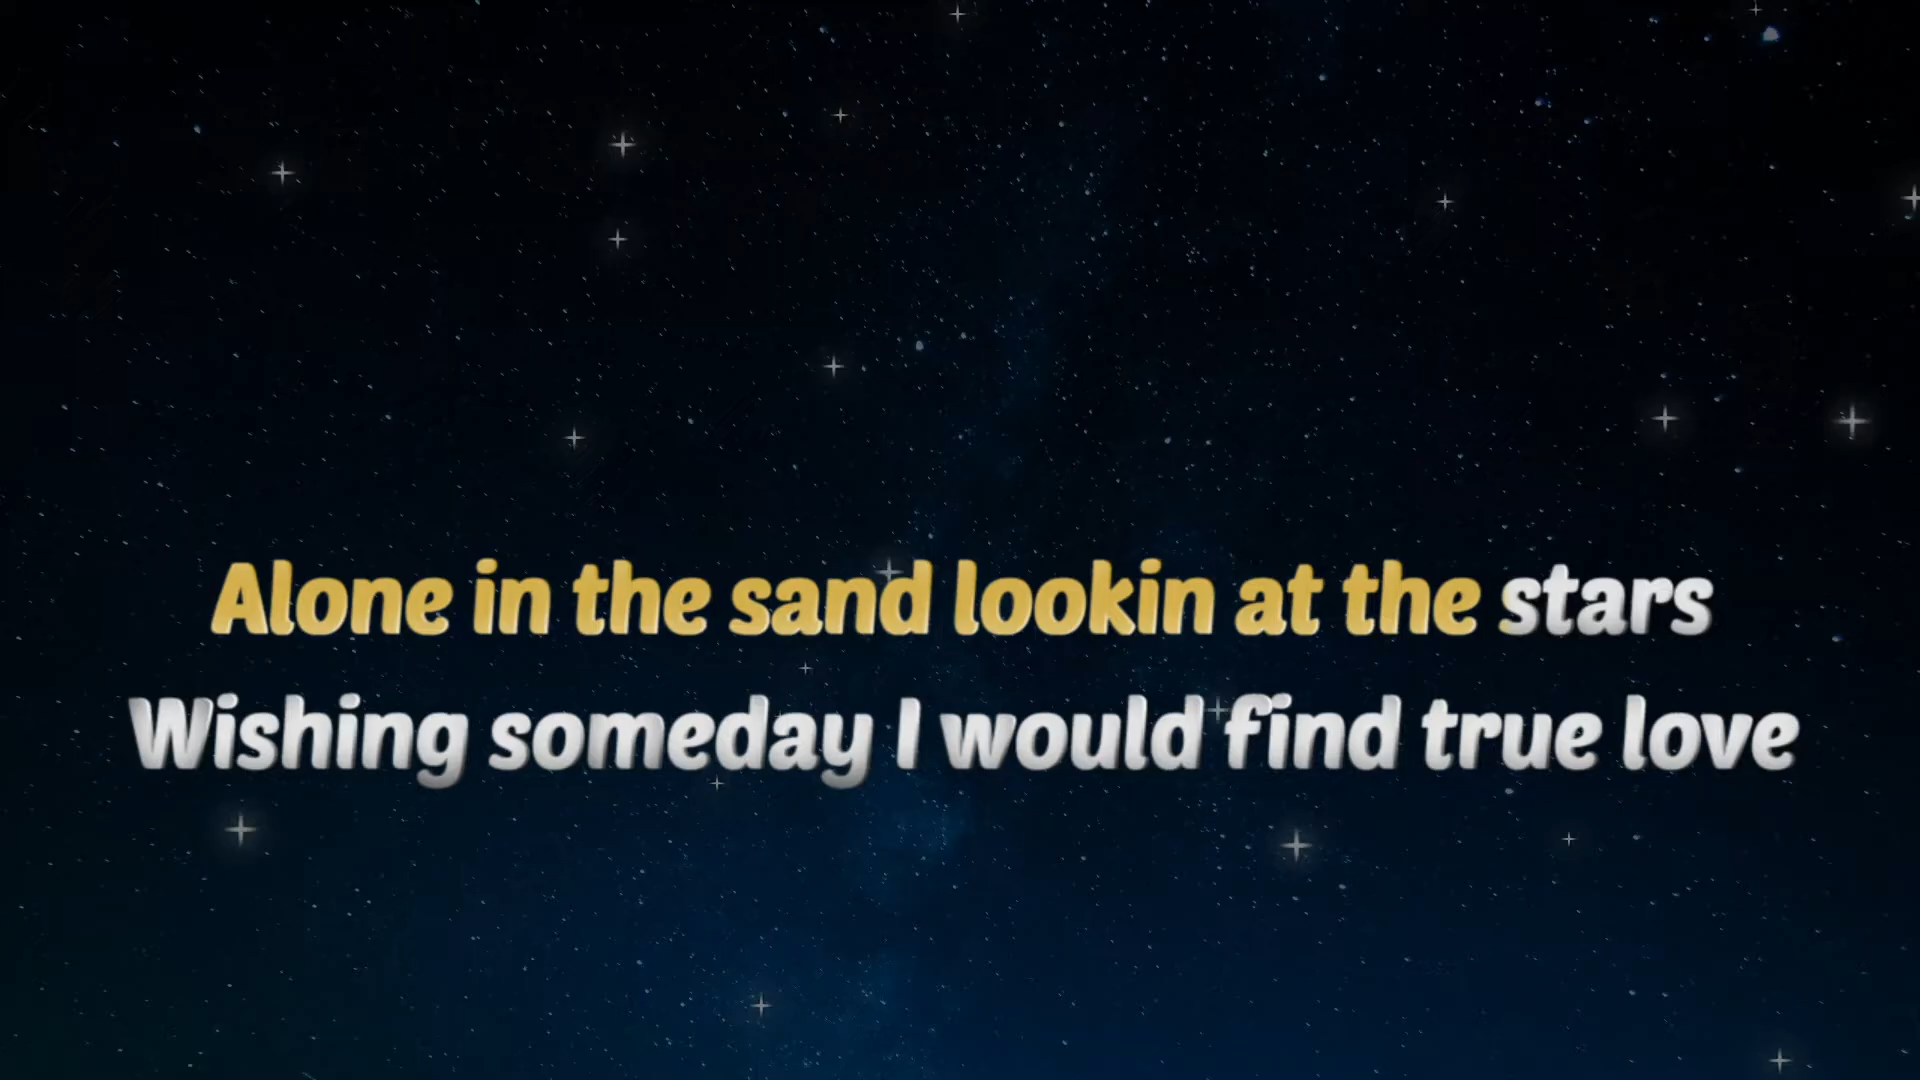 Alone in the sand lookin at the stars
Wishing someday I would find true love